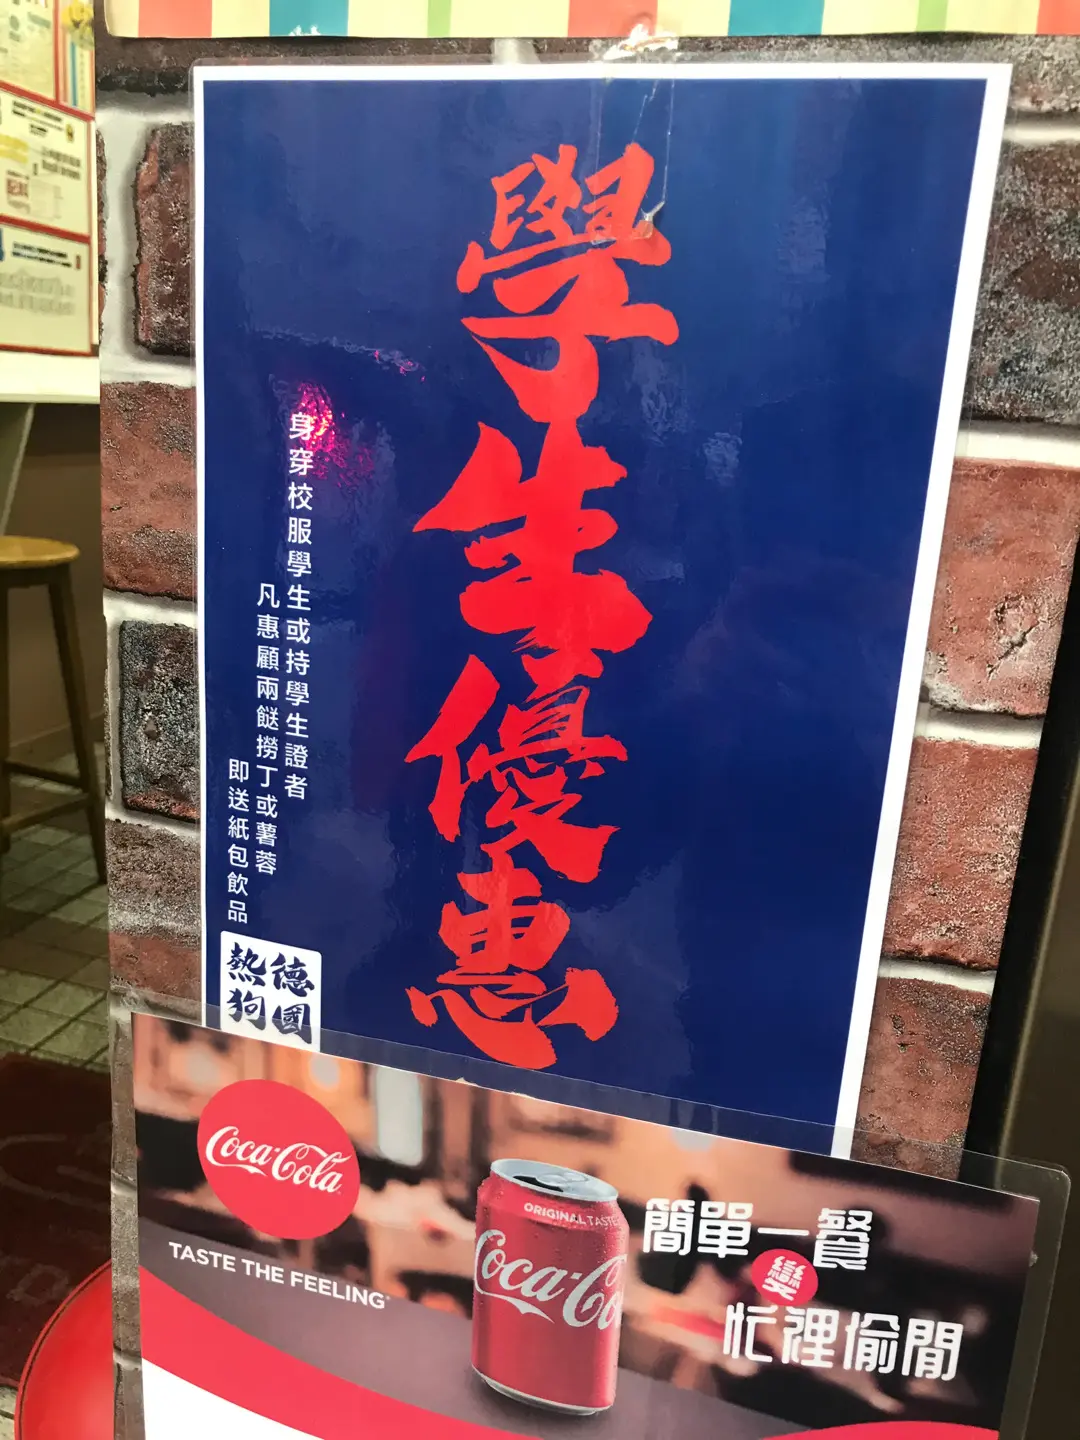 學生優惠
身穿校服學生或持學生證者
凡惠顧兩餸撈丁或薯蓉
即送紙包飲品
德國
熱狗
Coca-Cola
TASTE THE FEELING
ORIGINAL TASTE
Coca-Co
簡單一餐
變
忙裡偷閒